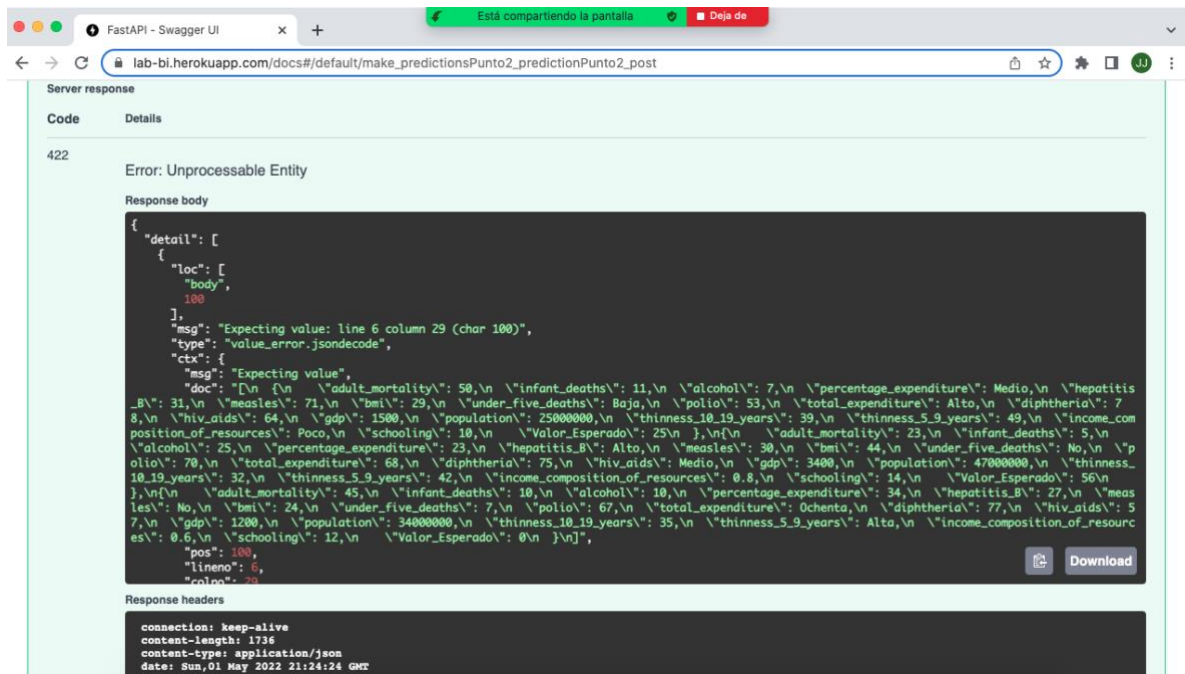 Está compartiendo la pantalla
Deja de
FastAPI - Swagger UI
lab-bi.herokuapp.com/docs#/default/make_predictionsPunto2_predictionPunto2_post
JJ
Server response
Code Details
422
Error: Unprocessable Entity
Response body
{
"detail": [
{
"loc": [
"body",
100
],
"msg": "Expecting value: line 6 column 29 (char 100)",
"type": "value_error.jsondecode",
"ctx": {
"msg": "Expecting value",
"doc": "[\n {\n    \"adult_mortality\": 50,\n  \"infant_deaths\": 11,\n  \"alcohol\": 7,\n  \"percentage_expenditure\": Medio,\n  \"hepatitis
_B\": 31,\n  \"measles\": 71,\n  \"bmi\": 29,\n  \"under_five_deaths\": Baja,\n  \"polio\": 53,\n  \"total_expenditure\": Alto,\n  \"diphtheria\": 7
8,\n  \"hiv_aids\": 64,\n  \"gdp\": 1500,\n  \"population\": 25000000,\n  \"thinness_10_19_years\": 39,\n  \"thinness_5_9_years\": 49,\n  \"income_com
position_of_resources\": Poco,\n  \"schooling\": 10,\n    \"Valor_Esperado\": 25\n  },\n{\n    \"adult_mortality\": 23,\n  \"infant_deaths\": 5,\n
\"alcohol\": 25,\n  \"percentage_expenditure\": 23,\n  \"hepatitis_B\": Alto,\n  \"measles\": 30,\n  \"bmi\": 44,\n  \"under_five_deaths\": No,\n  \"p
olio\": 70,\n  \"total_expenditure\": 68,\n  \"diphtheria\": 75,\n  \"hiv_aids\": Medio,\n  \"gdp\": 3400,\n  \"population\": 47000000,\n  \"thinness_
10_19_years\": 32,\n  \"thinness_5_9_years\": 42,\n  \"income_composition_of_resources\": 0.8,\n  \"schooling\": 14,\n    \"Valor_Esperado\": 56\n
},\n{\n    \"adult_mortality\": 45,\n  \"infant_deaths\": 10,\n  \"alcohol\": 10,\n  \"percentage_expenditure\": 34,\n  \"hepatitis_B\": 27,\n  \"meas
les\": No,\n  \"bmi\": 24,\n  \"under_five_deaths\": 7,\n  \"polio\": 67,\n  \"total_expenditure\": Ochenta,\n  \"diphtheria\": 77,\n  \"hiv_aids\": 5
7,\n  \"gdp\": 1200,\n  \"population\": 34000000,\n  \"thinness_10_19_years\": 35,\n  \"thinness_5_9_years\": Alta,\n  \"income_composition_of_resourc
es\": 0.6,\n  \"schooling\": 12,\n    \"Valor_Esperado\": 0\n  }\n]",
"pos": 100,
"lineno": 6,
"colno": 29
Download
Response headers
connection: keep-alive
content-length: 1736
content-type: application/json
date: Sun,01 May 2022 21:24:24 GMT